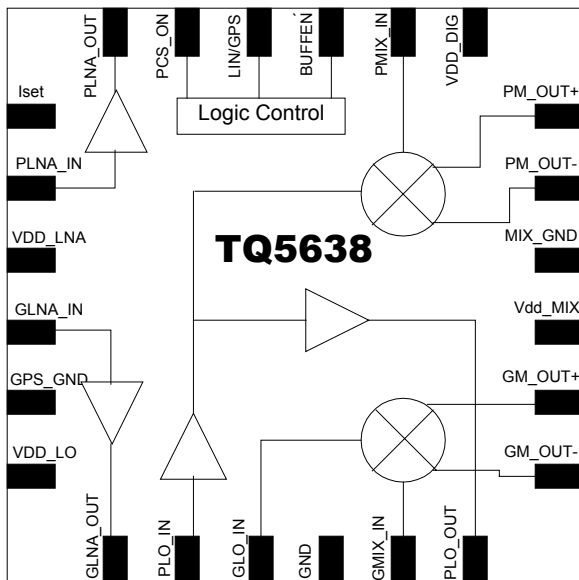 PLNA_OUT
PCS_ON
LIN/GPS
BUFFEN
PMIX_IN
VDD_DIG
Iset
Logic Control
PM_OUT+
PLNA_IN
PM_OUT-
VDD_LNA
TQ5638
MIX_GND
GLNA_IN
Vdd_MIX
GPS_GND
GM_OUT+
VDD_LO
GM_OUT-
GLNA_OUT
PLO_IN
GLO_IN
GND
GMIX_IN
PLO_OUT